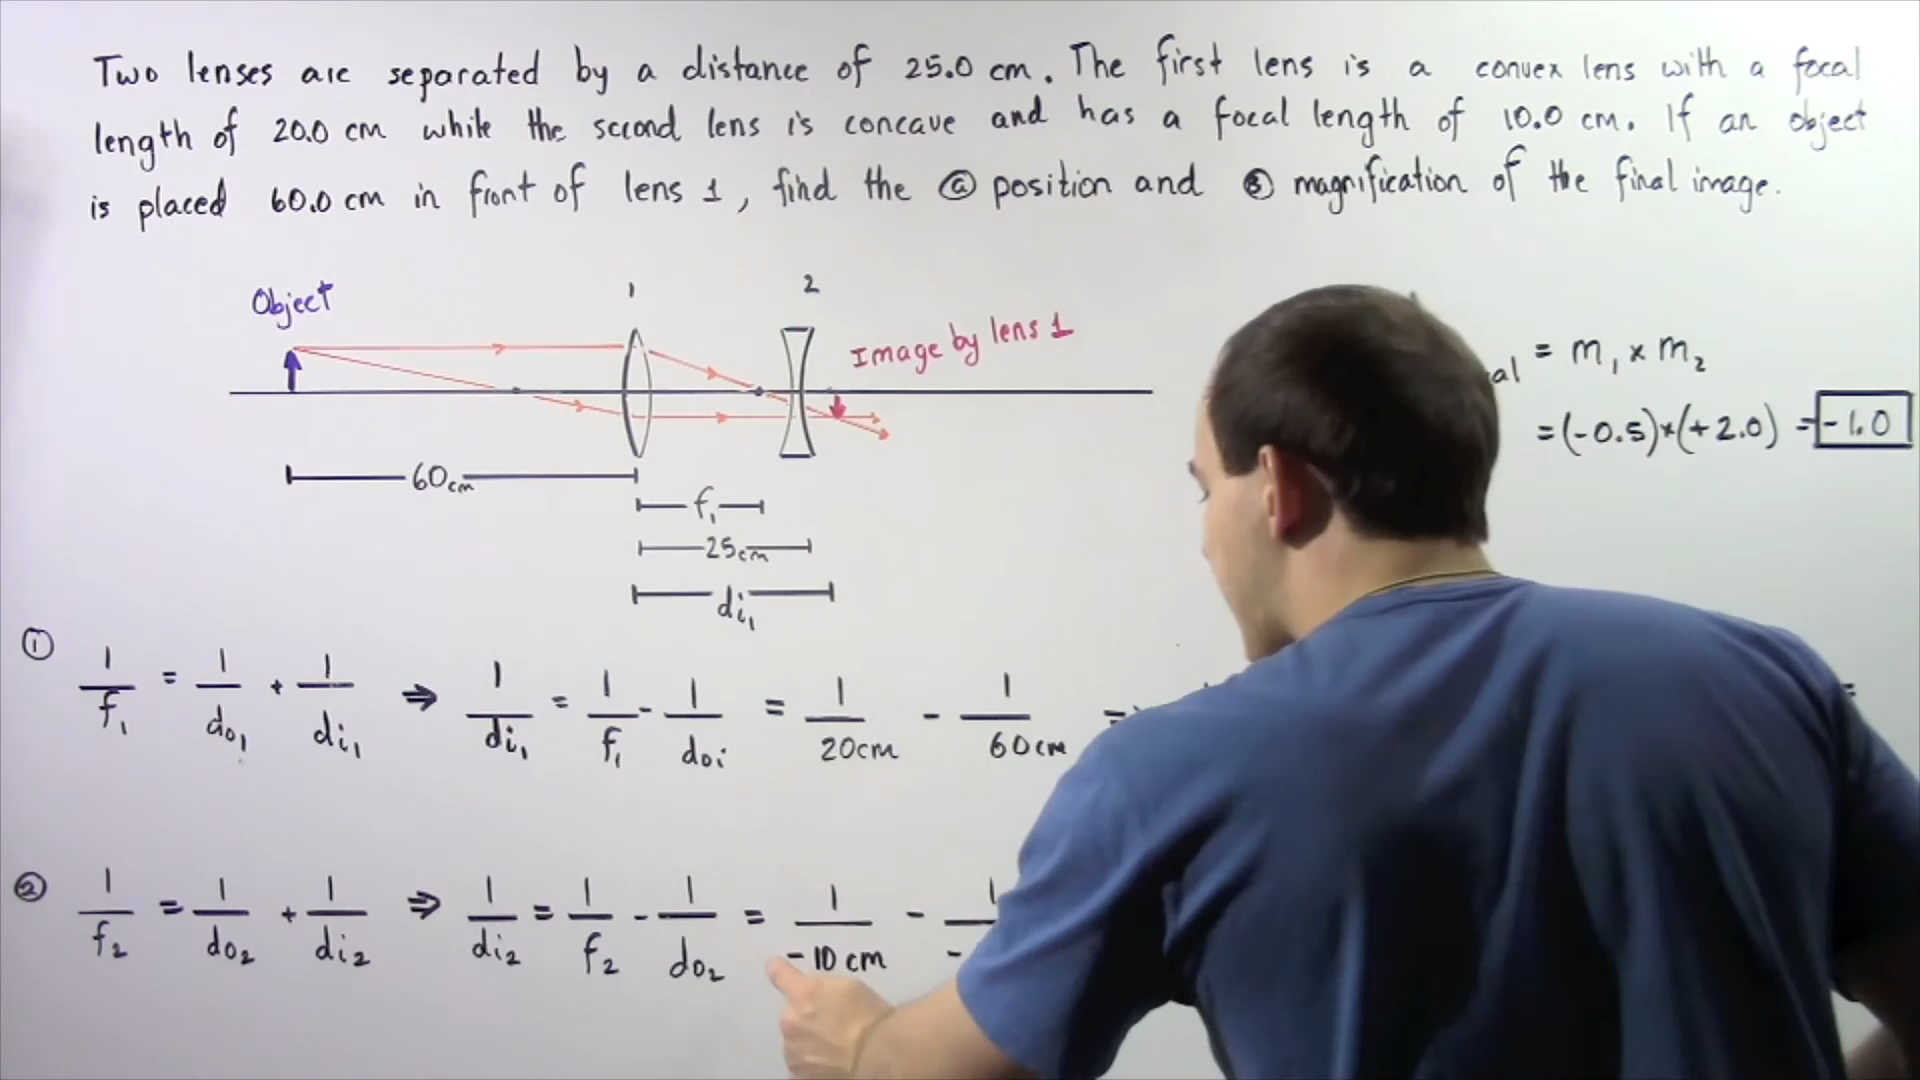 Two lenses are separated by a distance of 25.0 cm. The first lens is a convex lens with a focal
length of 20.0 cm while the second lens is concave and has a focal length of 10.0 cm. If an object
is placed 60.0 cm in front of lens 1, find the ⓐ position and ⓑ magnification of the final image.
Object
1
2
Image by lens 1
al = m₁ x m₂
= (-0.5)×(+2.0) = -1.0
60cm
f₁
25cm
di₁
① 1/f₁ = 1/do₁ + 1/di₁ ⇒ 1/di₁ = 1/f₁ - 1/doi = 1/20cm - 1/60cm =
② 1/f₂ = 1/do₂ + 1/di₂ ⇒ 1/di₂ = 1/f₂ - 1/do₂ = 1/-10cm - 1/-